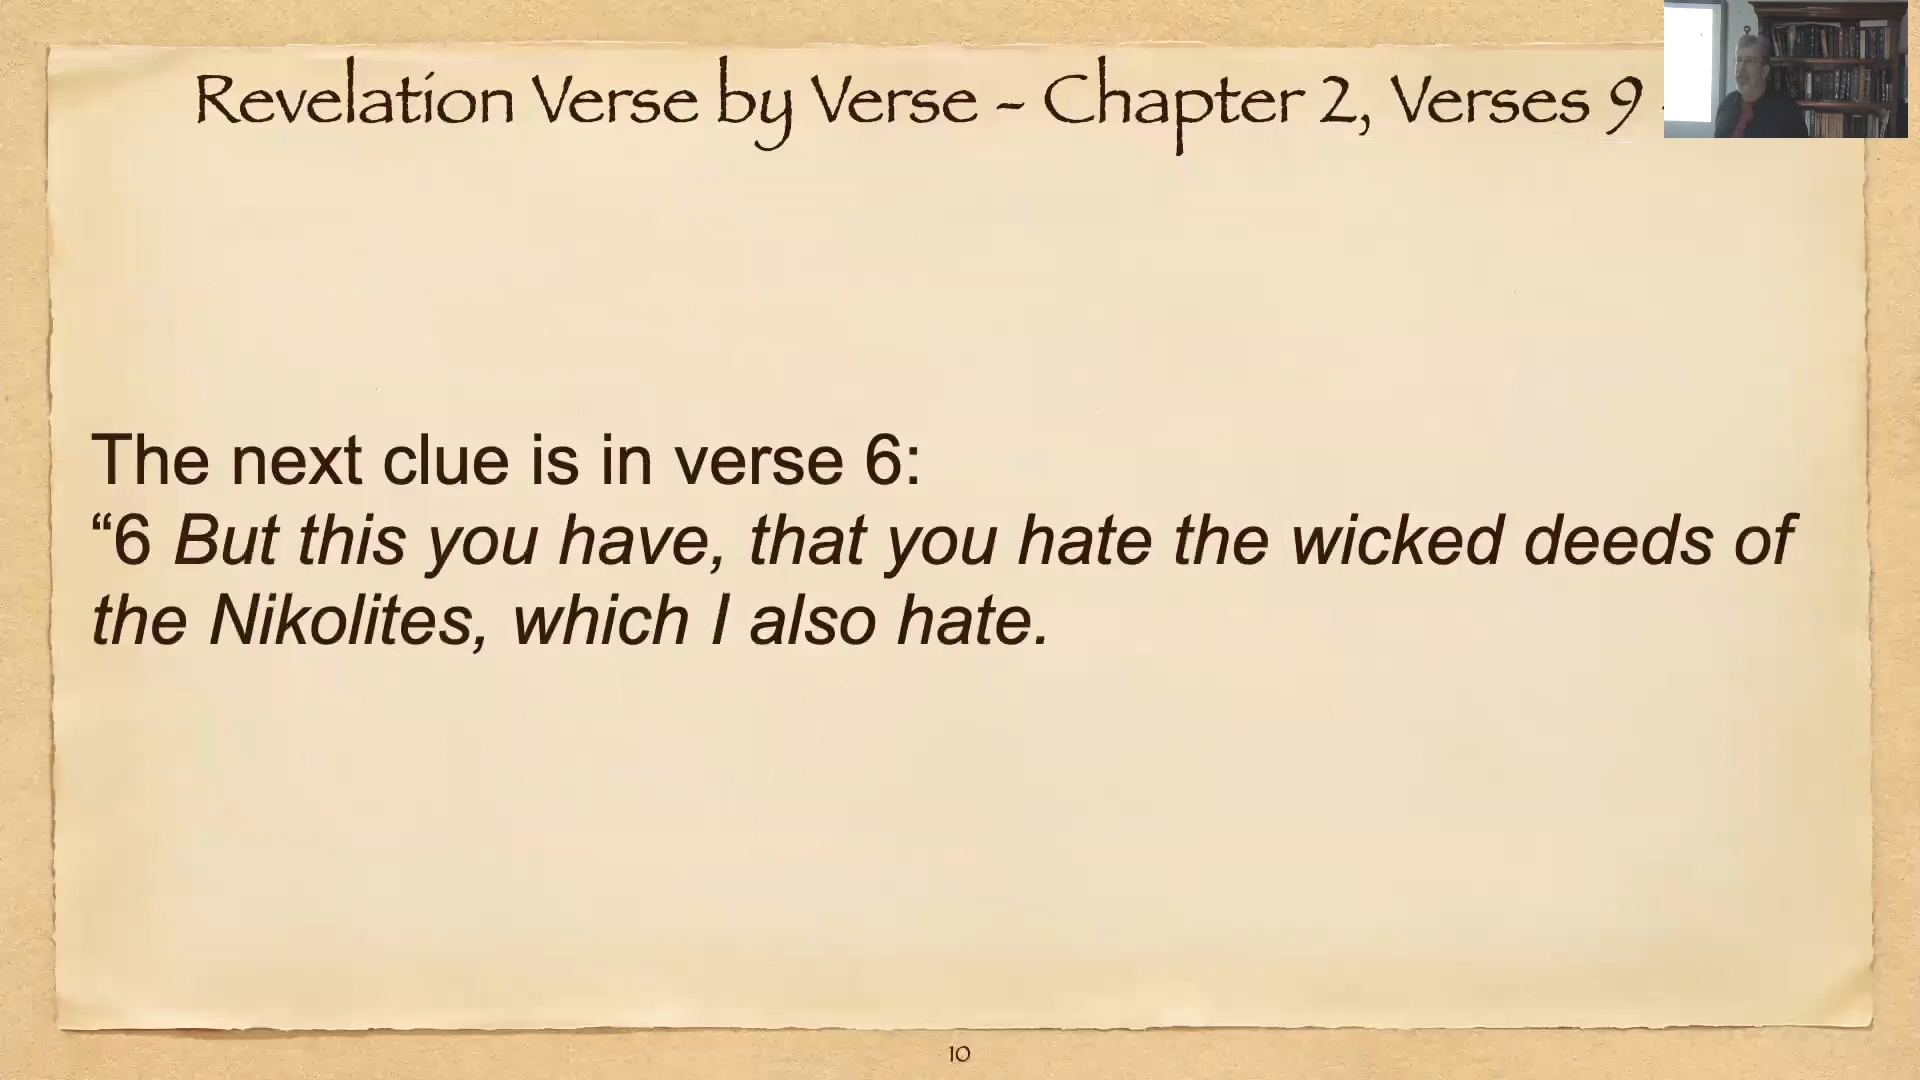 Revelation Verse by Verse - Chapter 2, Verses 9
The next clue is in verse 6:
“6 But this you have, that you hate the wicked deeds of
the Nikolites, which I also hate.
10